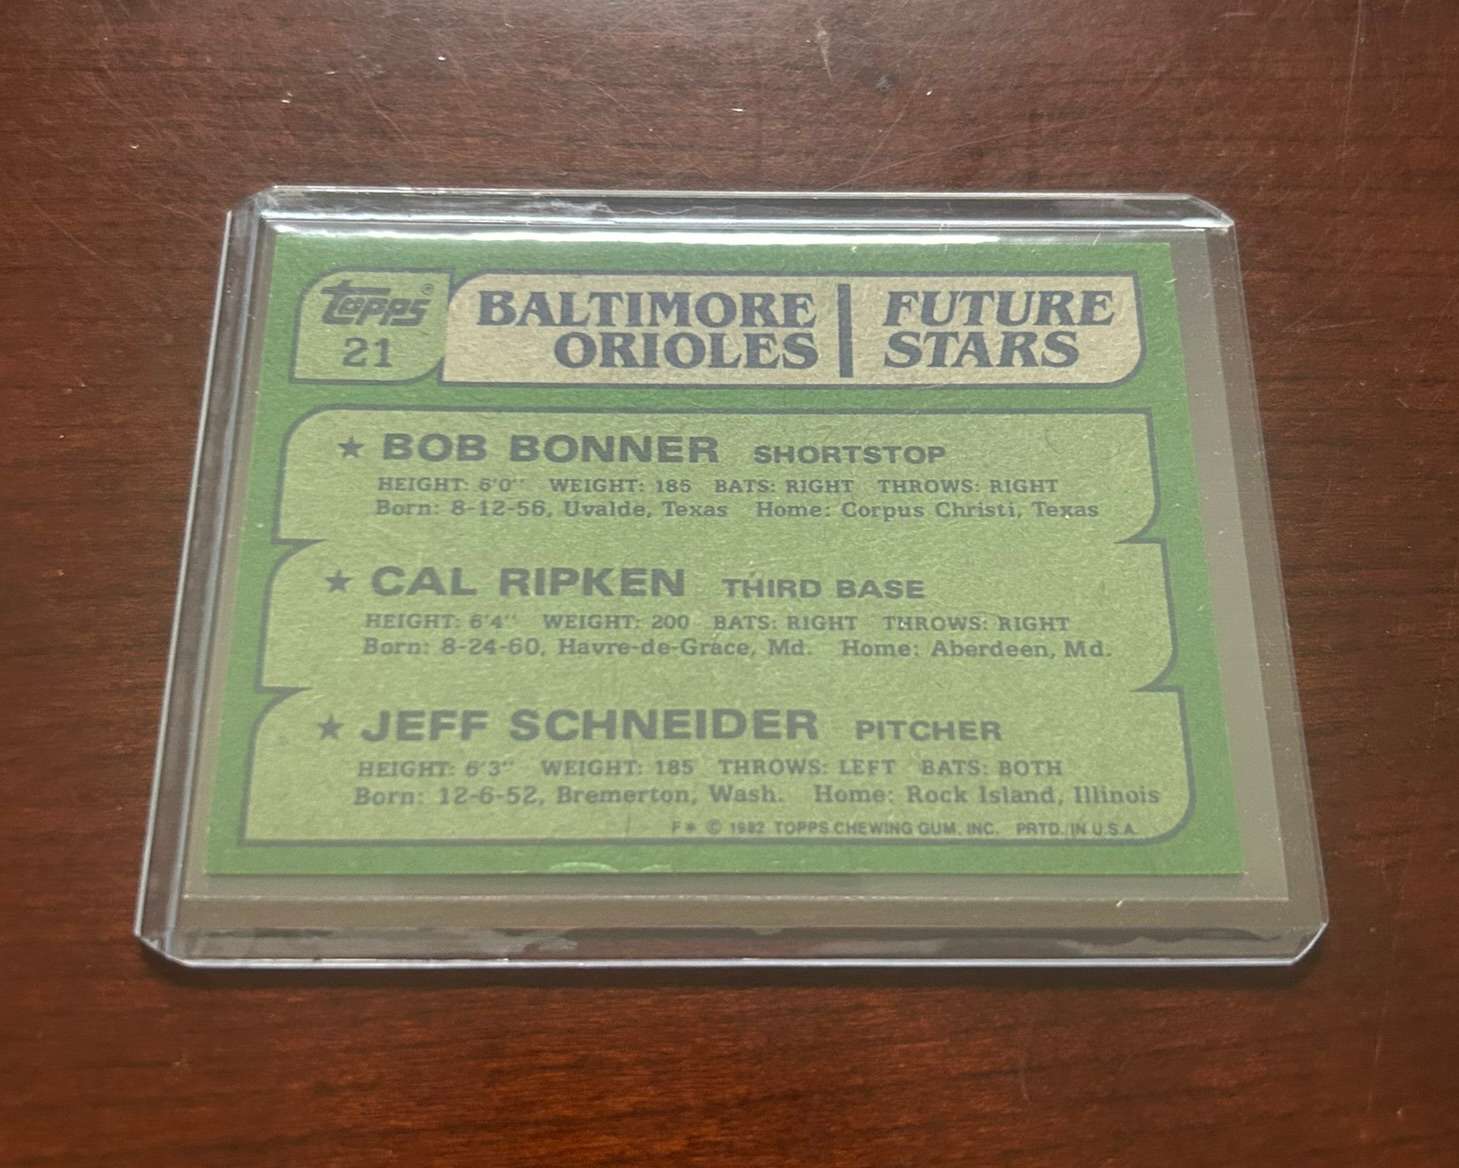 Topps®
21
BALTIMORE ORIOLES
FUTURE STARS
★ BOB BONNER SHORTSTOP
HEIGHT: 6'0" WEIGHT: 185 BATS: RIGHT THROWS: RIGHT
Born: 8-12-56, Uvalde, Texas Home: Corpus Christi, Texas
★ CAL RIPKEN THIRD BASE
HEIGHT: 6'4" WEIGHT: 200 BATS: RIGHT THROWS: RIGHT
Born: 8-24-60, Havre-de-Grace, Md. Home: Aberdeen, Md.
★ JEFF SCHNEIDER PITCHER
HEIGHT: 6'3" WEIGHT: 185 THROWS: LEFT BATS: BOTH
Born: 12-6-52, Bremerton, Wash. Home: Rock Island, Illinois
F* © 1982 TOPPS CHEWING GUM, INC. PRTD. IN U.S.A.